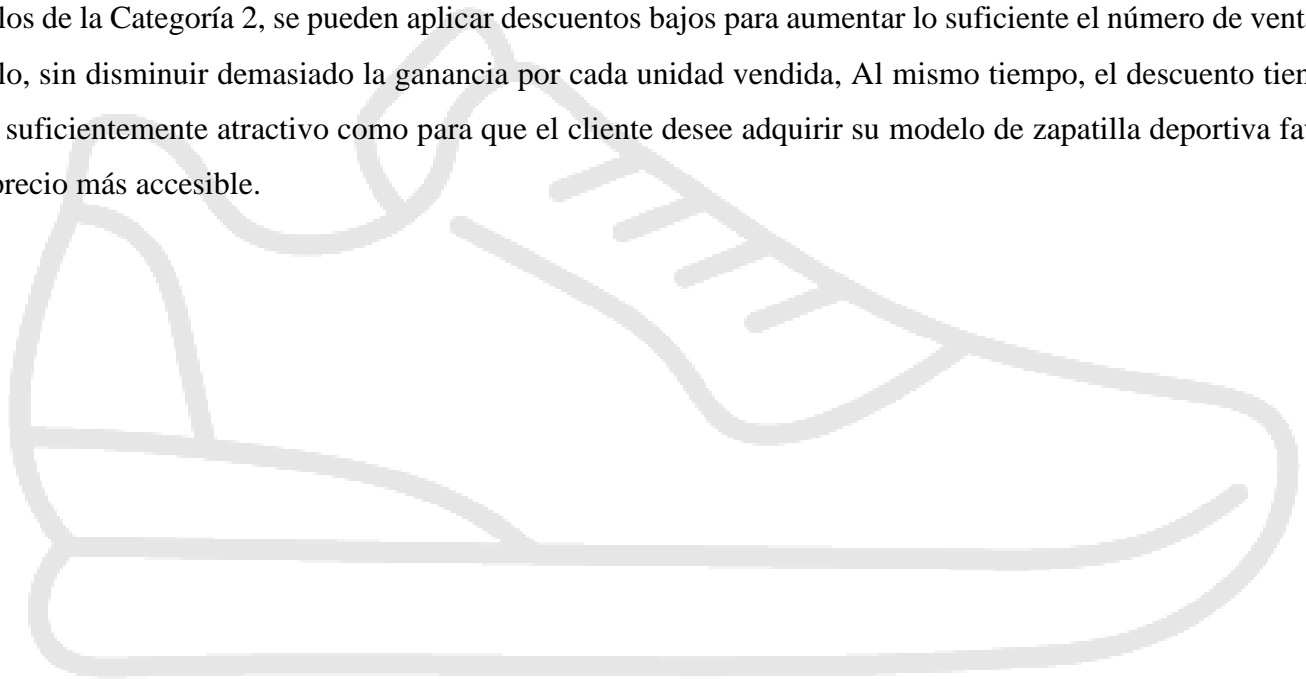 los de la Categoría 2, se pueden aplicar descuentos bajos para aumentar lo suficiente el número de vent
lo, sin disminuir demasiado la ganancia por cada unidad vendida, Al mismo tiempo, el descuento tien
suficientemente atractivo como para que el cliente desee adquirir su modelo de zapatilla deportiva fa
precio más accesible.